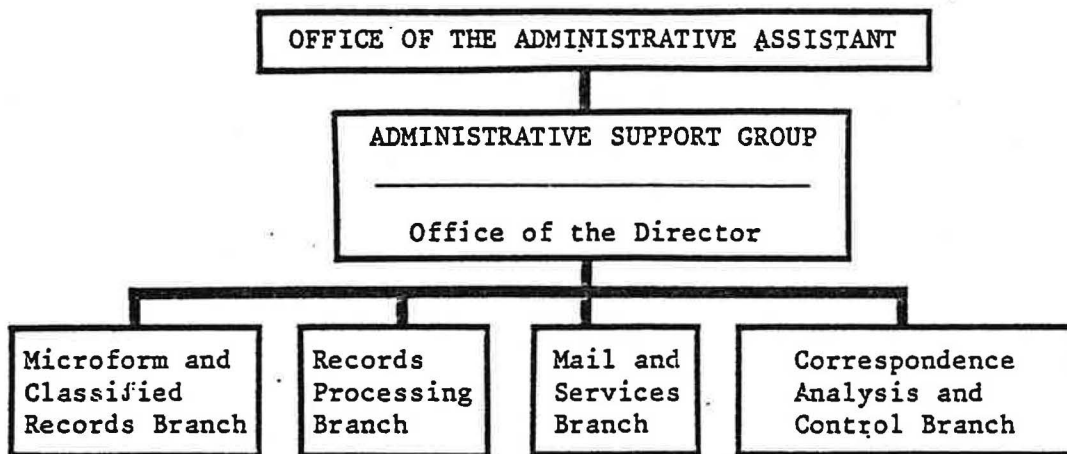 OFFICE OF THE ADMINISTRATIVE ASSISTANT
ADMINISTRATIVE SUPPORT GROUP
Office of the Director
Microform and
Classified
Records Branch
Records
Processing
Branch
Mail and
Services
Branch
Correspondence
Analysis and
Control Branch